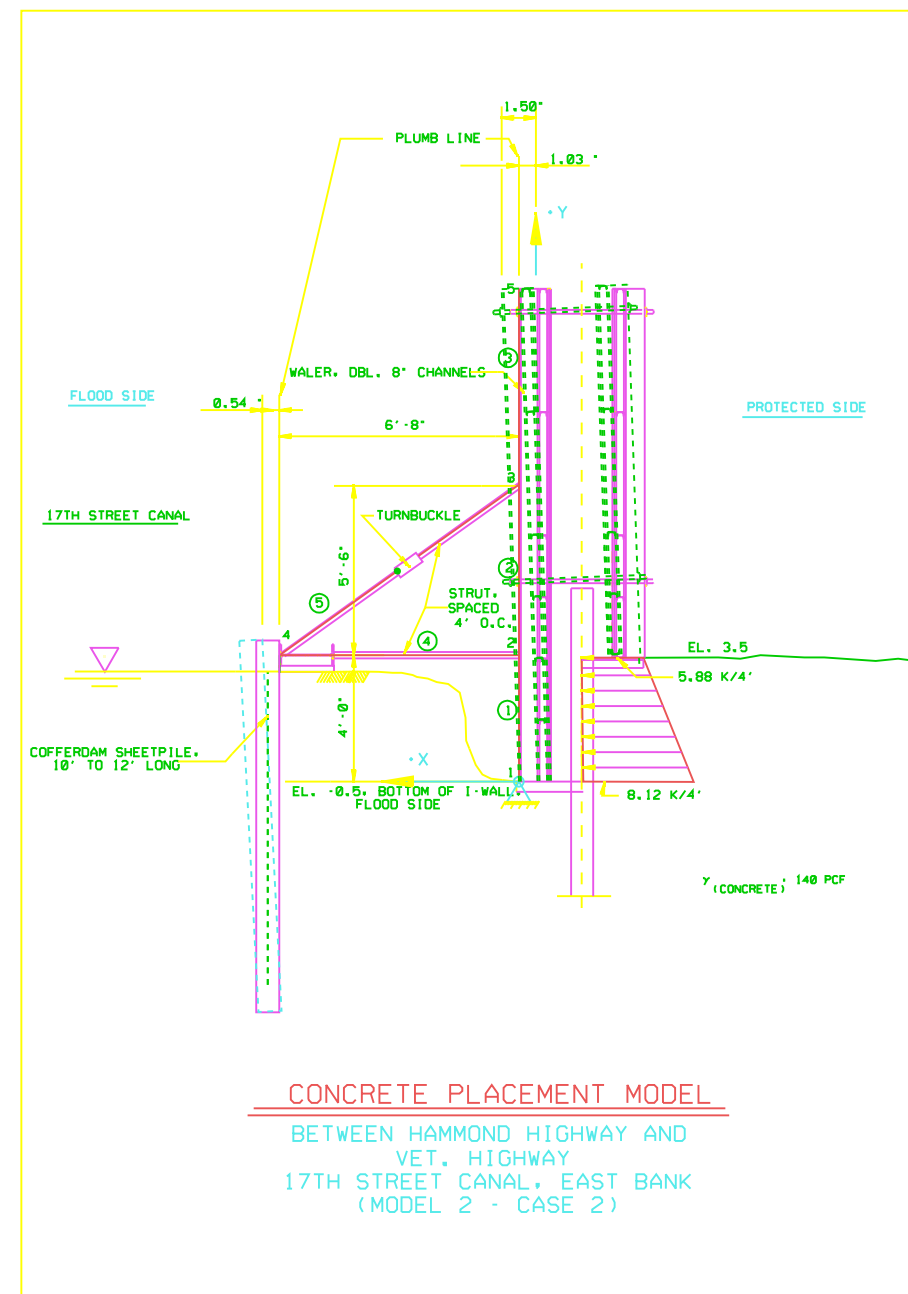 1.50"
PLUMB LINE
1.03 "
·Y
5
3
WALER. DBL. 8" CHANNELS
FLOOD SIDE
0.54 "
PROTECTED SIDE
6'-8"
3
17TH STREET CANAL
TURNBUCKLE
5'-6"
2
STRUT.
SPACED
4' O.C.
5
4
4
2
EL. 3.5
5.88 K/4'
1
4'-0"
COFFERDAM SHEETPILE.
10' TO 12' LONG
·X
1
EL. -0.5. BOTTOM OF I-WALL.
FLOOD SIDE
8.12 K/4'
γ (CONCRETE) · 140 PCF
CONCRETE PLACEMENT MODEL
BETWEEN HAMMOND HIGHWAY AND
VET. HIGHWAY
17TH STREET CANAL. EAST BANK
(MODEL 2 - CASE 2)